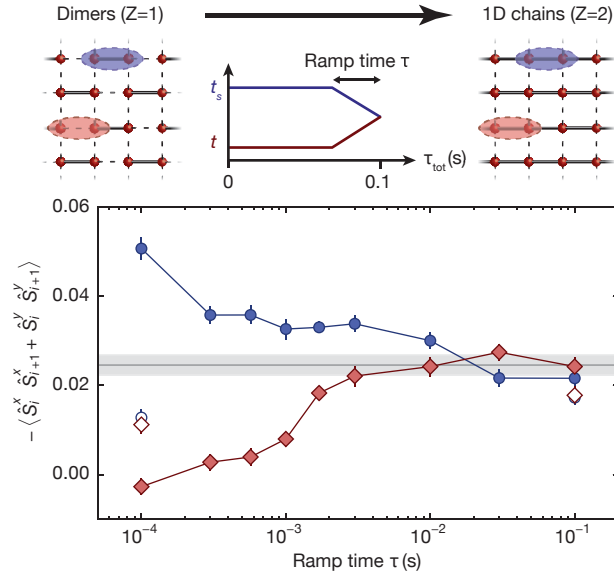 Dimers (Z=1)
1D chains (Z=2)
Ramp time τ
t_s
t
0
0.1
τ_tot(s)
0.06
0.04
0.02
0.00
− ⟨ Ŝ_i^x Ŝ_{i+1}^x + Ŝ_i^y Ŝ_{i+1}^y ⟩
10^{-4}
10^{-3}
10^{-2}
10^{-1}
Ramp time τ (s)